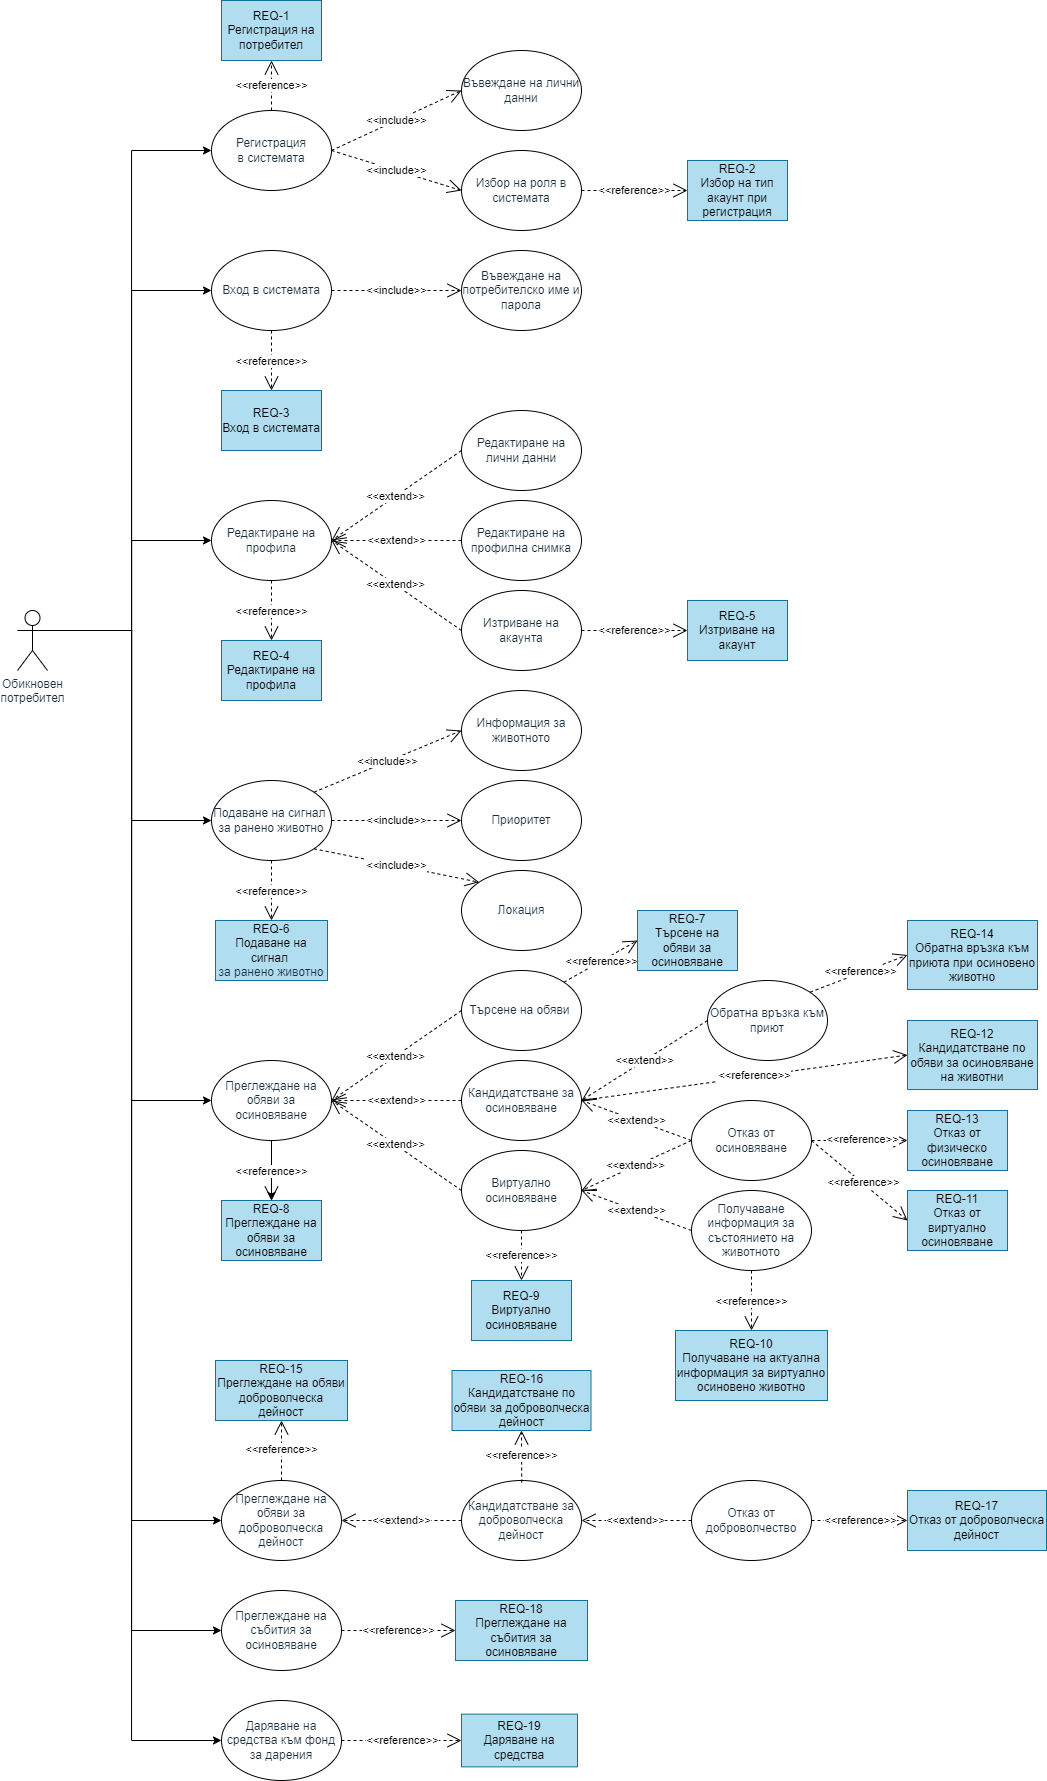 REQ-1
Регистрация на
потребител
<<reference>>
Въвеждане на лични
данни
<<include>>
Регистрация
в системата
<<include>>
Избор на роля в
системата
<<reference>>
REQ-2
Избор на тип
акаунт при
регистрация
Вход в системата
<<include>>
Въвеждане на
потребителско име и
парола
<<reference>>
REQ-3
Вход в системата
Редактиране на
лични данни
<<extend>>
Редактиране на
профила
<<extend>>
Редактиране на
профилна снимка
<<extend>>
Изтриване на
акаунта
<<reference>>
REQ-5
Изтриване на
акаунт
<<reference>>
REQ-4
Редактиране на
профила
Обикновен
потребител
Информация за
животното
<<include>>
Подаване на сигнал
за ранено животно
<<include>>
Приоритет
<<include>>
Локация
<<reference>>
REQ-6
Подаване на
сигнал
за ранено животно
REQ-7
Търсене на
обяви за
осиновяване
<<reference>>
Търсене на обяви
REQ-14
Обратна връзка към
приюта при осиновено
животно
<<reference>>
Обратна връзка към
приют
<<extend>>
<<extend>>
REQ-12
Кандидатстване по
обяви за осиновяване
на животни
<<reference>>
Преглеждане на
обяви за
осиновяване
<<extend>>
Кандидатстване за
осиновяване
<<extend>>
Отказ от
осиновяване
<<reference>>
REQ-13
Отказ от
физическо
осиновяване
<<extend>>
<<extend>>
<<reference>>
REQ-11
Отказ от
виртуално
осиновяване
Виртуално
осиновяване
<<extend>>
Получаване
информация за
състоянието на
животното
<<reference>>
REQ-8
Преглеждане на
обяви за
осиновяване
<<reference>>
REQ-9
Виртуално
осиновяване
<<reference>>
REQ-10
Получаване на актуална
информация за виртуално
осиновено животно
REQ-15
Преглеждане на обяви
доброволческа
дейност
REQ-16
Кандидатстване по
обяви за доброволческа
дейност
<<reference>>
<<reference>>
Преглеждане на
обяви за
доброволческа
дейност
<<extend>>
Кандидатстване за
доброволческа
дейност
<<extend>>
Отказ от
доброволчество
<<reference>>
REQ-17
Отказ от доброволческа
дейност
Преглеждане на
събития за
осиновяване
<<reference>>
REQ-18
Преглеждане на
събития за
осиновяване
Даряване на
средства към фонд
за дарения
<<reference>>
REQ-19
Даряване на
средства